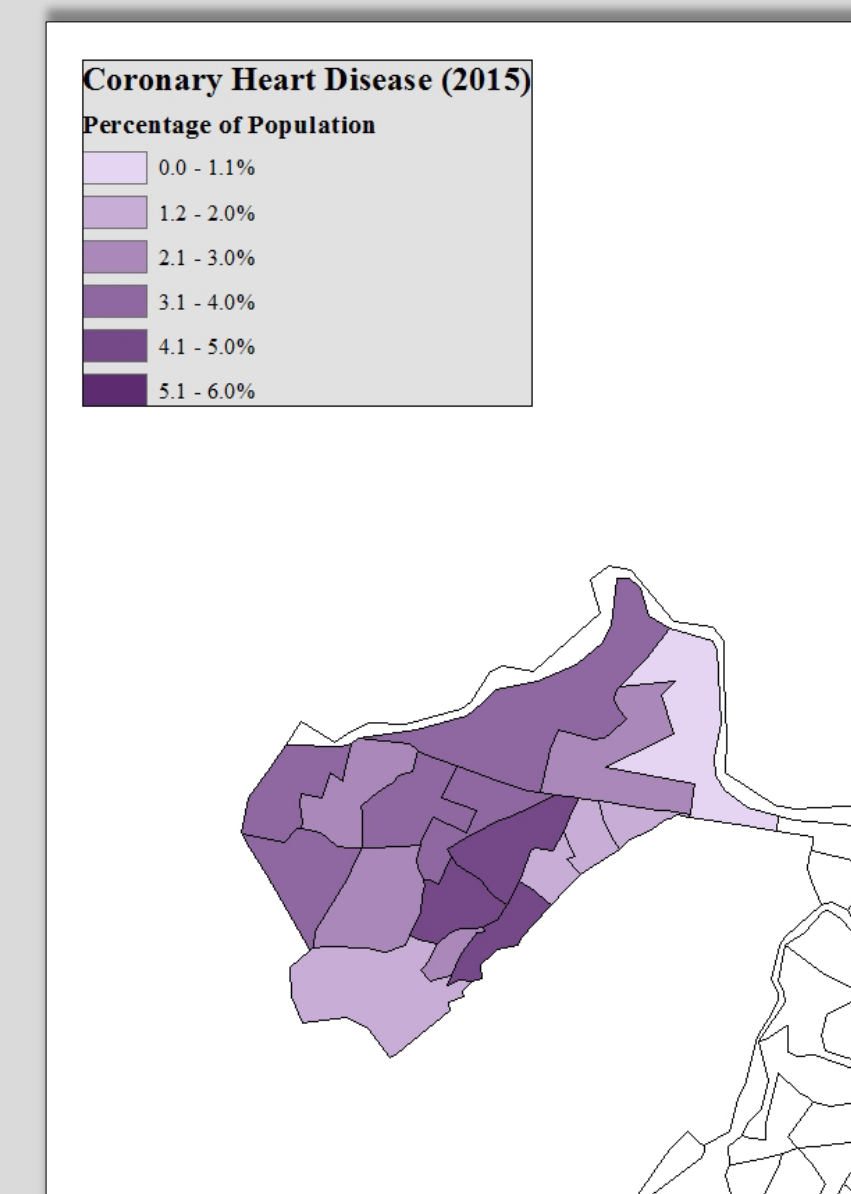 Coronary Heart Disease (2015)
Percentage of Population
0.0 - 1.1%
1.2 - 2.0%
2.1 - 3.0%
3.1 - 4.0%
4.1 - 5.0%
5.1 - 6.0%